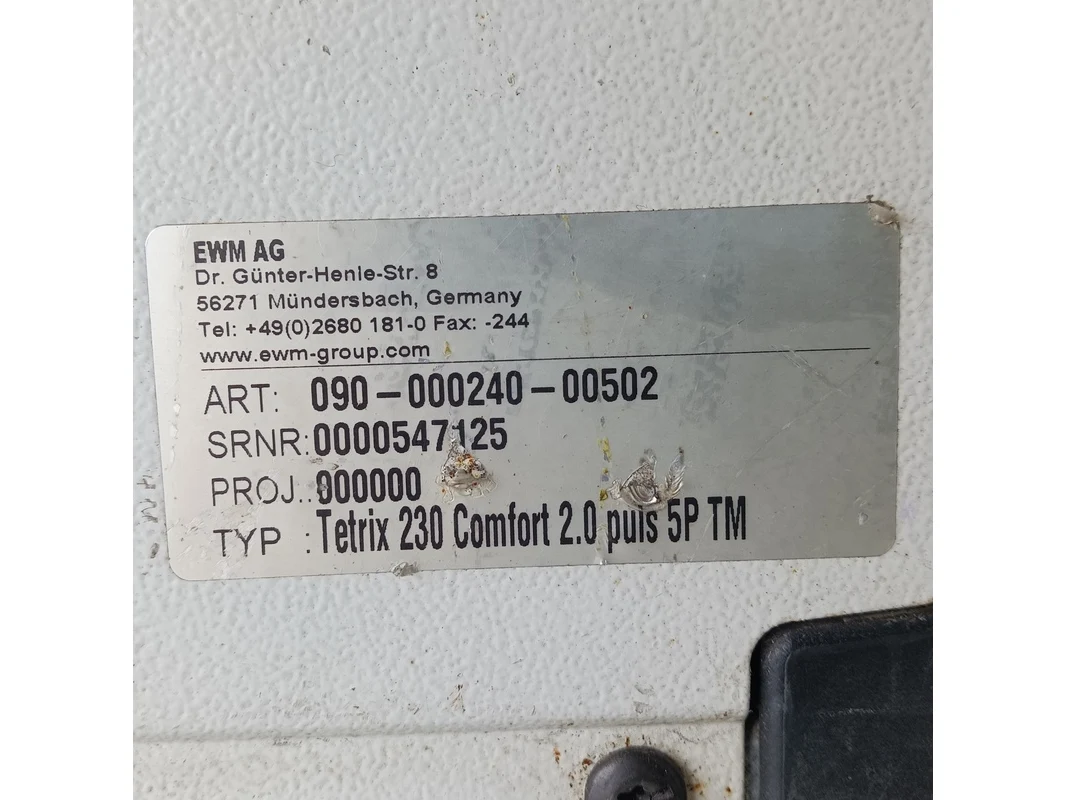 EWM AG
Dr. Günter-Henle-Str. 8
56271 Mündersbach, Germany
Tel: +49(0)2680 181-0 Fax: -244
www.ewm-group.com
ART: 090-000240-00502
SRNR:0000547125
PROJ.:000000
TYP :Tetrix 230 Comfort 2.0 puls 5P TM